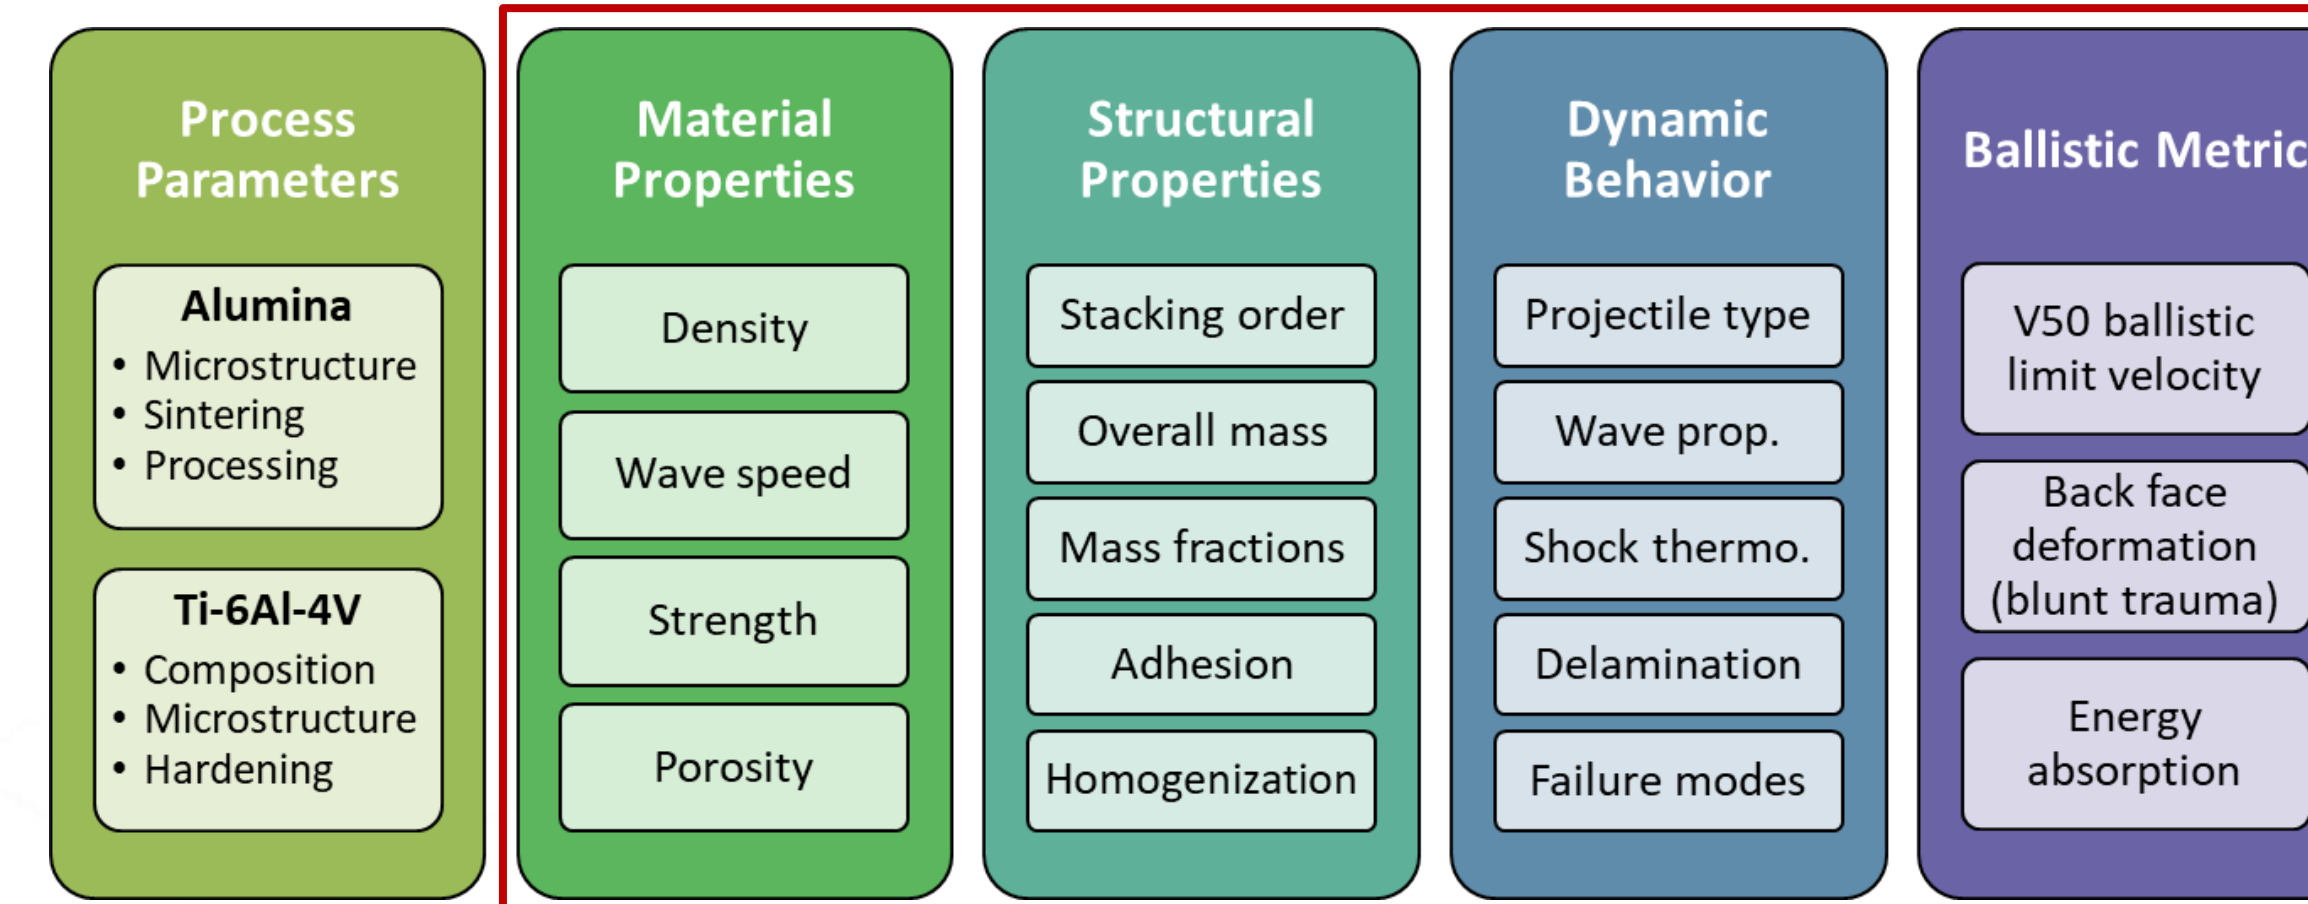 Process
Parameters
Alumina
• Microstructure
• Sintering
• Processing
Ti-6Al-4V
• Composition
• Microstructure
• Hardening
Material
Properties
Density
Wave speed
Strength
Porosity
Structural
Properties
Stacking order
Overall mass
Mass fractions
Adhesion
Homogenization
Dynamic
Behavior
Projectile type
Wave prop.
Shock thermo.
Delamination
Failure modes
Ballistic Metric
V50 ballistic
limit velocity
Back face
deformation
(blunt trauma)
Energy
absorption